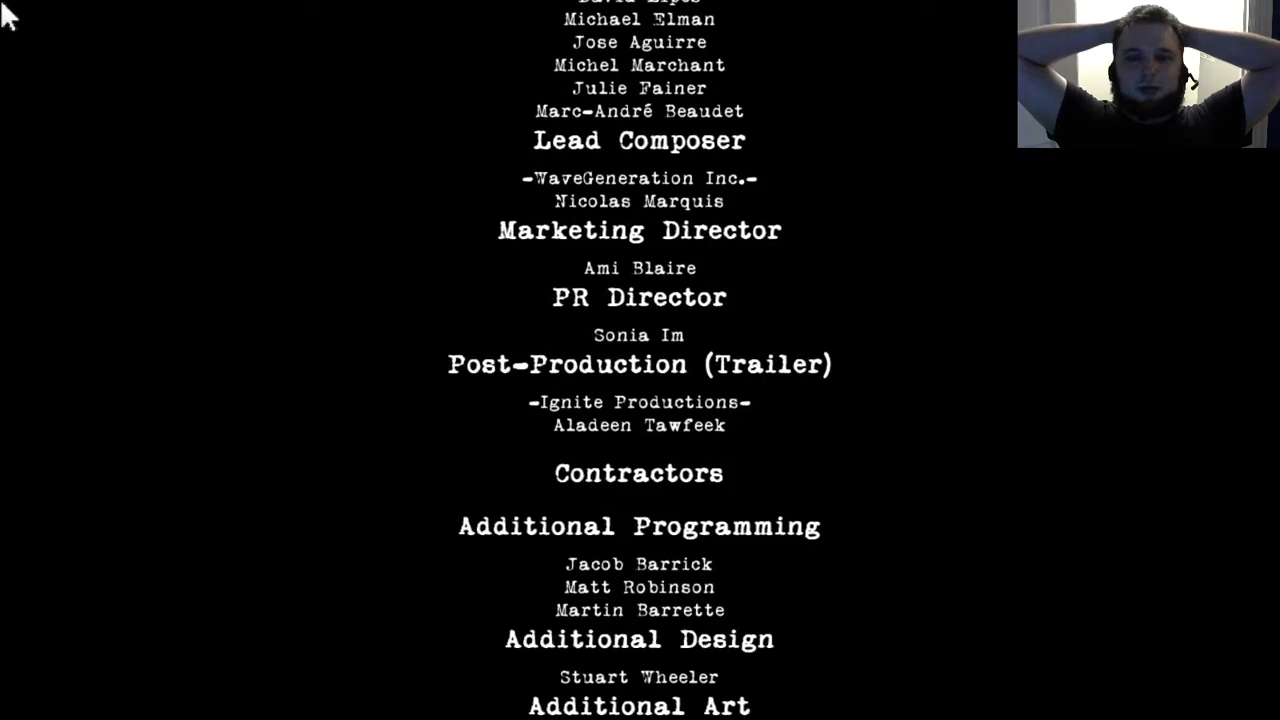 Michael Elman
Jose Aguirre
Michel Marchant
Julie Fainer
Marc-André Beaudet
Lead Composer
-WaveGeneration Inc.-
Nicolas Marquis
Marketing Director
Ami Blaire
PR Director
Sonia Im
Post-Production (Trailer)
-Ignite Productions-
Aladeen Tawfeek
Contractors
Additional Programming
Jacob Barrick
Matt Robinson
Martin Barrette
Additional Design
Stuart Wheeler
Additional Art